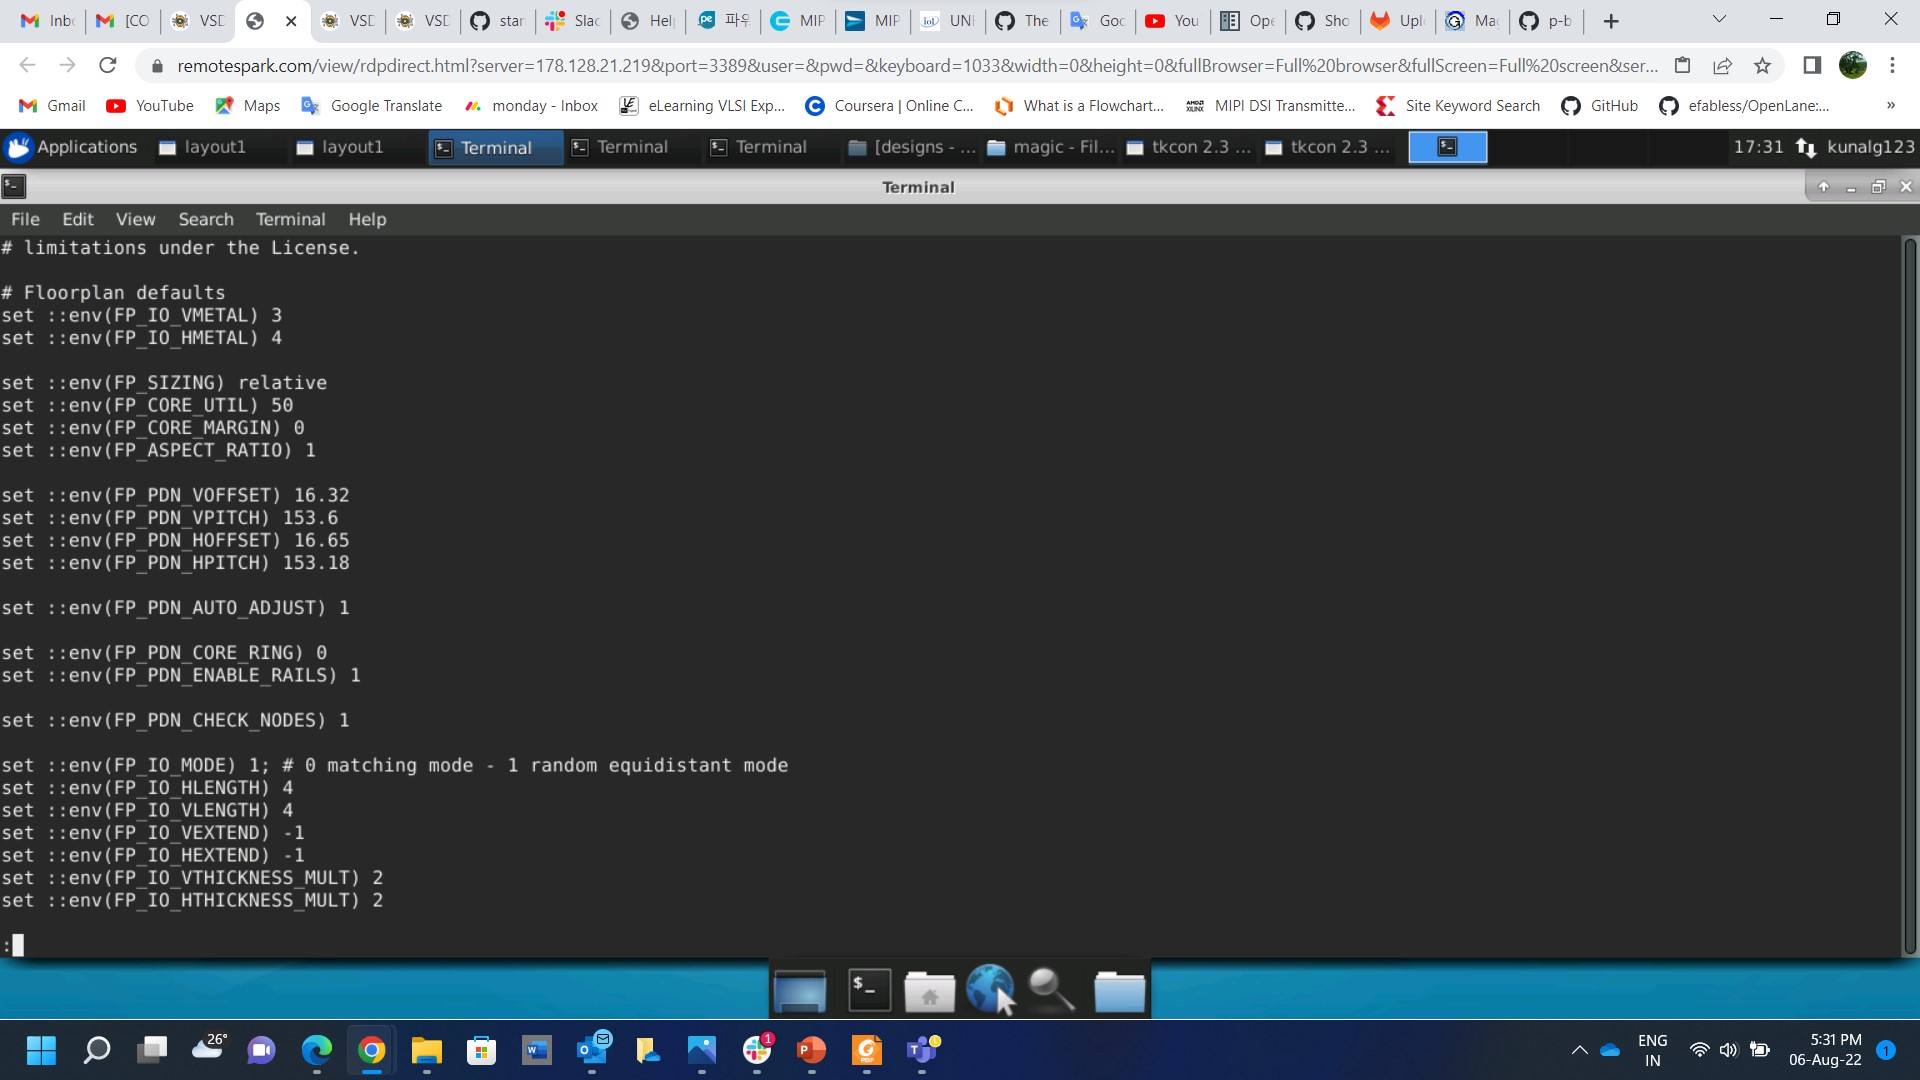 Inbo
[CO
VSD
VSD
VSD
star
Slac
Help
파우
MIP
MIP
UNI
The
Goc
You
Ope
Sho
Uplo
Ma
p-b
remotespark.com/view/rdpdirect.html?server=178.128.21.219&port=3389&user=&pwd=&keyboard=1033&width=0&height=0&fullBrowser=Full%20browser&fullScreen=Full%20screen&ser...
Gmail
YouTube
Maps
Google Translate
monday - Inbox
eLearning VLSI Exp...
Coursera | Online C...
What is a Flowchart...
MIPI DSI Transmitte...
Site Keyword Search
GitHub
efabless/OpenLane:...
»
Applications
layout1
layout1
Terminal
Terminal
Terminal
[designs - ...
magic - Fil...
tkcon 2.3 ...
tkcon 2.3 ...
17:31
kunalg123
Terminal
File Edit View Search Terminal Help
# limitations under the License.
# Floorplan defaults
set ::env(FP_IO_VMETAL) 3
set ::env(FP_IO_HMETAL) 4
set ::env(FP_SIZING) relative
set ::env(FP_CORE_UTIL) 50
set ::env(FP_CORE_MARGIN) 0
set ::env(FP_ASPECT_RATIO) 1
set ::env(FP_PDN_VOFFSET) 16.32
set ::env(FP_PDN_VPITCH) 153.6
set ::env(FP_PDN_HOFFSET) 16.65
set ::env(FP_PDN_HPITCH) 153.18
set ::env(FP_PDN_AUTO_ADJUST) 1
set ::env(FP_PDN_CORE_RING) 0
set ::env(FP_PDN_ENABLE_RAILS) 1
set ::env(FP_PDN_CHECK_NODES) 1
set ::env(FP_IO_MODE) 1; # 0 matching mode - 1 random equidistant mode
set ::env(FP_IO_HLENGTH) 4
set ::env(FP_IO_VLENGTH) 4
set ::env(FP_IO_VEXTEND) -1
set ::env(FP_IO_HEXTEND) -1
set ::env(FP_IO_VTHICKNESS_MULT) 2
set ::env(FP_IO_HTHICKNESS_MULT) 2
:
26°
1
ENG
IN
5:31 PM
06-Aug-22
1